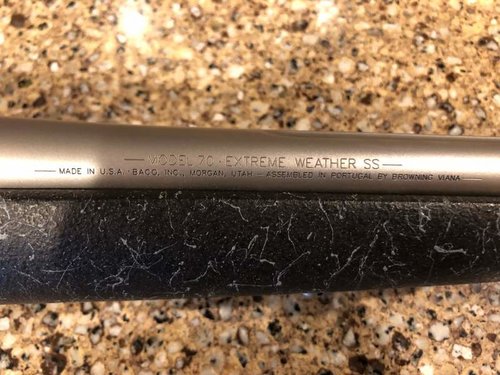 MODEL 70 · EXTREME WEATHER SS
MADE IN U.S.A. · BACO, INC., MORGAN, UTAH – ASSEMBLED IN PORTUGAL BY BROWNING VIANA